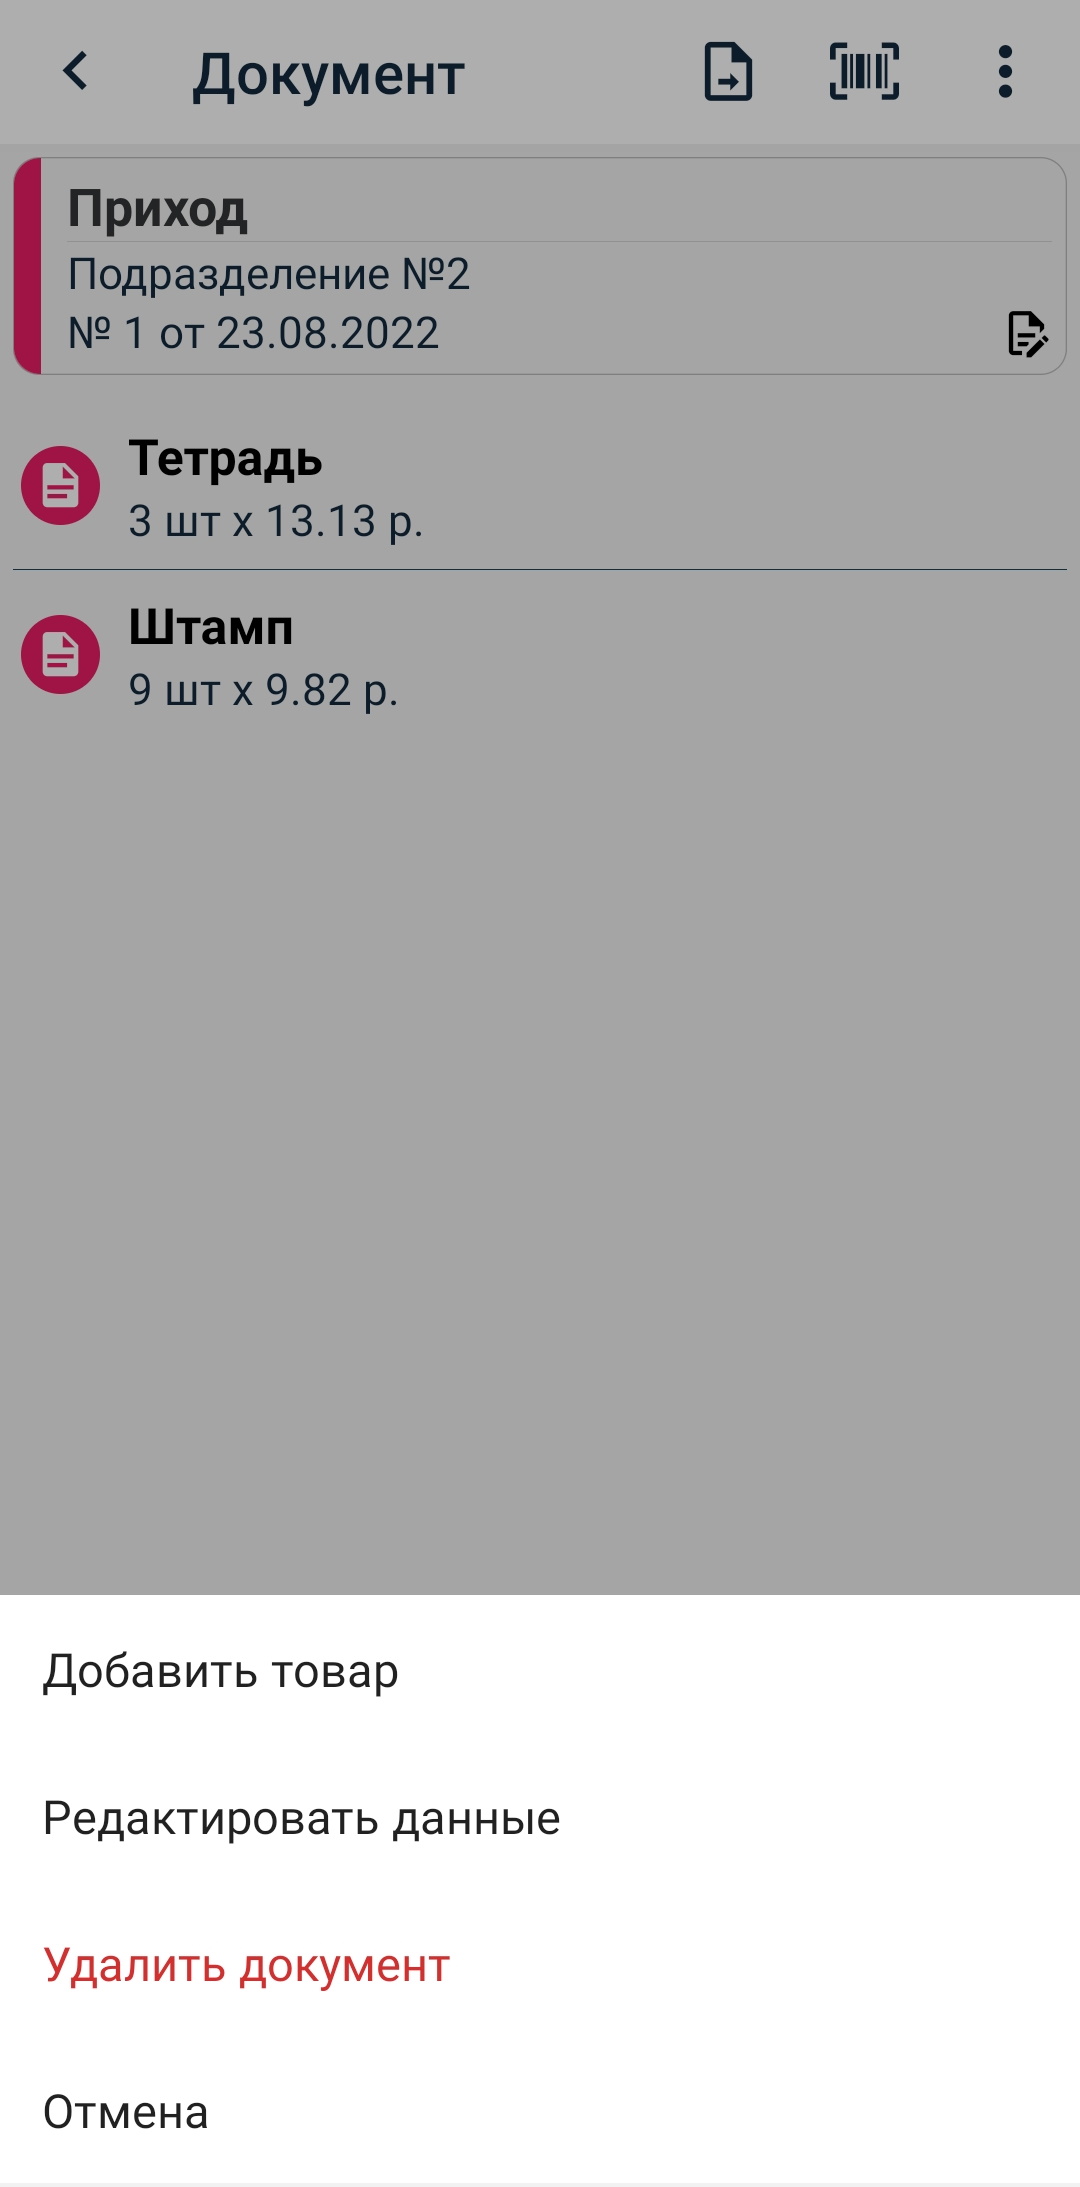 Документ
Приход
Подразделение №2
№ 1 от 23.08.2022
Тетрадь
3 шт x 13.13 р.
Штамп
9 шт x 9.82 р.
Добавить товар
Редактировать данные
Удалить документ
Отмена